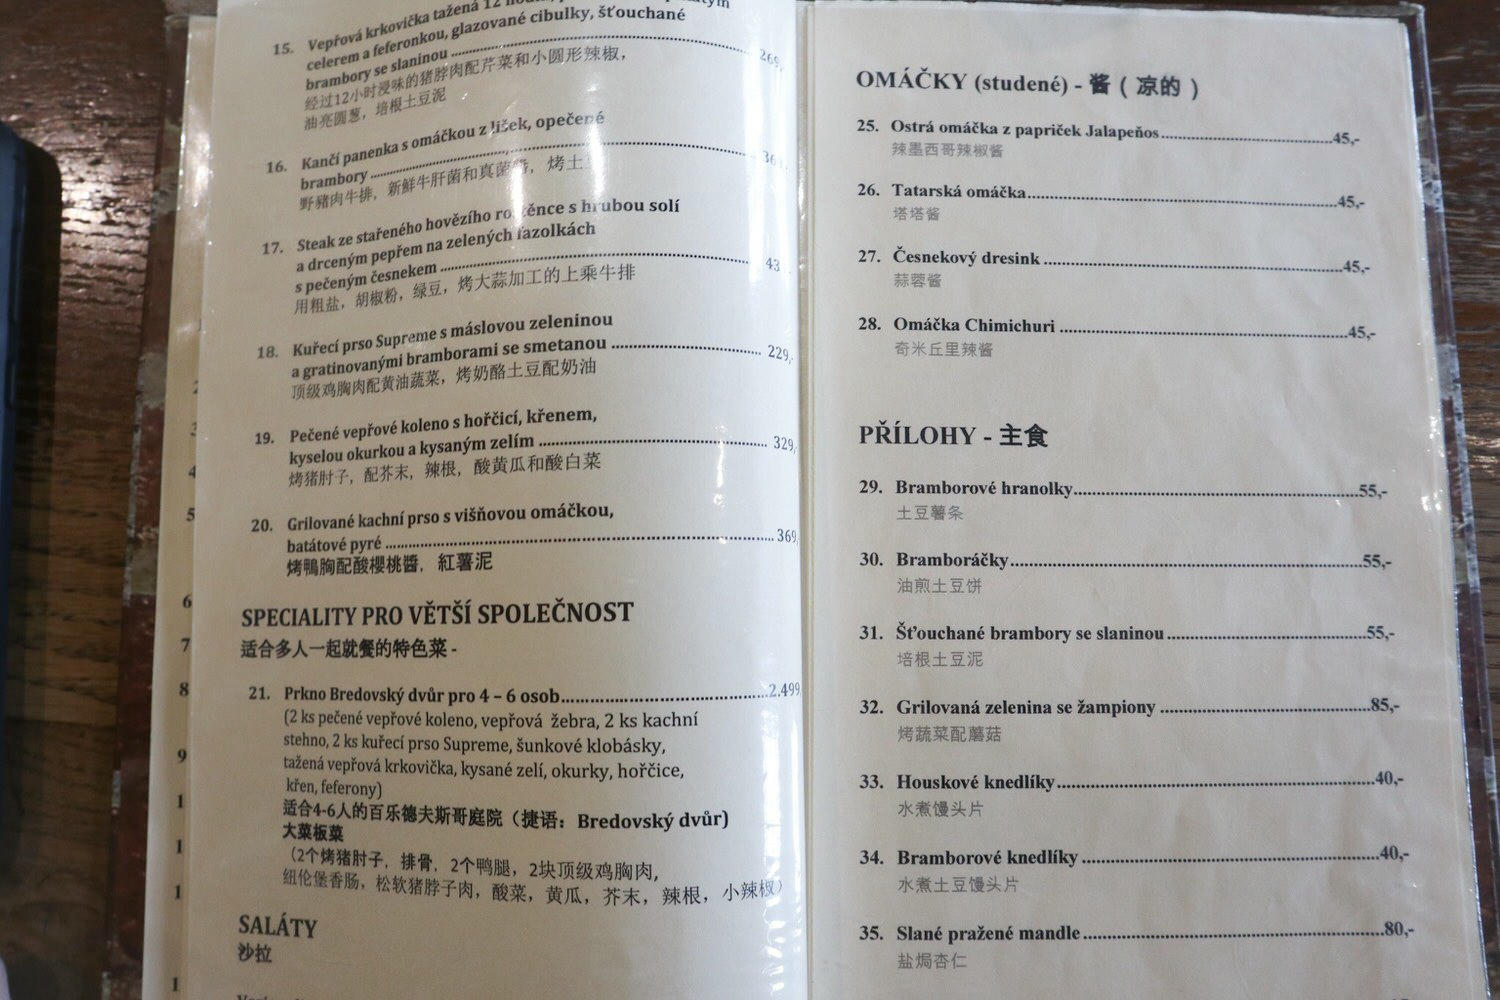 15. Vepřová krkovička tažená 12
celerem a feferonkou, glazované cibulky, šťouchané
brambory se slaninou ........ 269,
经过12小时浸味的猪脖肉配芹菜和小圆形辣椒，
油亮圆葱，培根土豆泥
16. Kančí panenka s omáčkou z lišek, opečené
brambory ........
野豬肉牛排，新鲜牛肝菌和真菌 ，烤土
17. Steak ze stařeného hovězího s hrubou solí
a drceným pepřem na zelených fazolkách
s pečeným česnekem ........ 43
用粗盐，胡椒粉，绿豆，烤大蒜加工的上乘牛排
18. Kuřecí prso Supreme s máslovou zeleninou
a gratinovanými bramborami se smetanou ........ 229,-
顶级鸡胸肉配黄油蔬菜，烤奶酪土豆配奶油
19. Pečené vepřové koleno s hořčicí, křenem,
kyselou okurkou a kysaným zelím ........ 329,
烤猪肘子，配芥末，辣根，酸黄瓜和酸白菜
20. Grilované kachní prso s višňovou omáčkou,
batátové pyré ........ 369,
烤鴨胸配酸櫻桃醬，紅薯泥
SPECIALITY PRO VĚTŠÍ SPOLEČNOST
适合多人一起就餐的特色菜 -
21. Prkno Bredovský dvůr pro 4 – 6 osob ........ 2.499
(2 ks pečené vepřové koleno, vepřová žebra, 2 ks kachní
stehno, 2 ks kuřecí prso Supreme, šunkové klobásky,
tažená vepřová krkovička, kysané zelí, okurky, hořčice,
křen, feferony)
适合4-6人的百乐德夫斯哥庭院（捷语：Bredovský dvůr)
大菜板菜
（2个烤猪肘子，排骨，2个鸭腿，2块顶级鸡胸肉，
纽伦堡香肠，松软猪脖子肉，酸菜，黄瓜，芥末，辣根，小辣椒）
SALÁTY
沙拉
OMÁČKY (studené) - 酱（凉的）
25. Ostrá omáčka z papriček Jalapeňos ........ 45,-
辣墨西哥辣椒酱
26. Tatarská omáčka ........ 45,-
塔塔酱
27. Česnekový dresink ........ 45,-
蒜蓉酱
28. Omáčka Chimichuri ........ 45,-
奇米丘里辣酱
PŘÍLOHY - 主食
29. Bramborové hranolky ........ 55,-
土豆薯条
30. Bramboráčky ........ 55,-
油煎土豆饼
31. Šťouchané brambory se slaninou ........ 55,-
培根土豆泥
32. Grilovaná zelenina se žampiony ........ 85,-
烤蔬菜配蘑菇
33. Houskové knedlíky ........ 40,-
水煮馒头片
34. Bramborové knedlíky ........ 40,-
水煮土豆馒头片
35. Slané pražené mandle ........ 80,-
盐焗杏仁